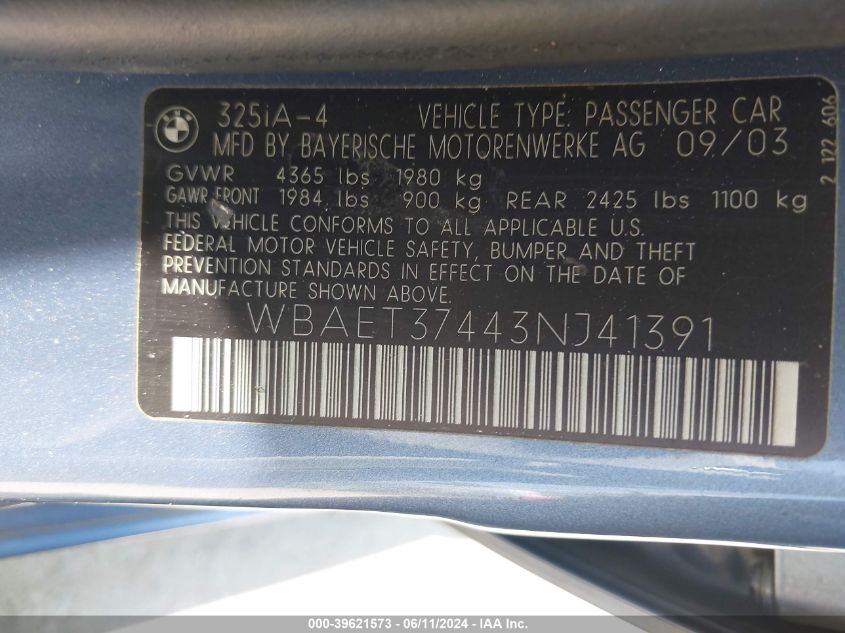 325iA-4 VEHICLE TYPE: PASSENGER CAR
MFD BY BAYERISCHE MOTORENWERKE AG 09/03
GVWR 4365 lbs 1980 kg
GAWR FRONT 1984 lbs 900 kg REAR 2425 lbs 1100 kg
THIS VEHICLE CONFORMS TO ALL APPLICABLE U.S.
FEDERAL MOTOR VEHICLE SAFETY, BUMPER AND THEFT
PREVENTION STANDARDS IN EFFECT ON THE DATE OF
MANUFACTURE SHOWN ABOVE.
WBAET37443NJ41391
2 122 606
000-39621573 - 06/11/2024 - IAA Inc.